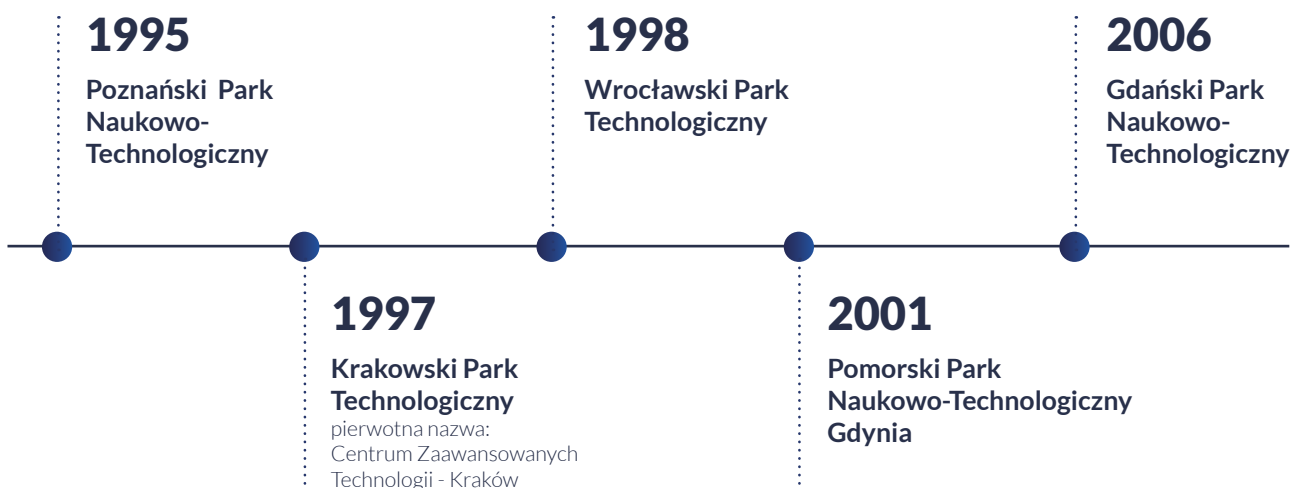 1995
Poznański Park
Naukowo-
Technologiczny
1997
Krakowski Park
Technologiczny
pierwotna nazwa:
Centrum Zaawansowanych
Technologii - Kraków
1998
Wrocławski Park
Technologiczny
2001
Pomorski Park
Naukowo-Technologiczny
Gdynia
2006
Gdański Park
Naukowo-
Technologiczny